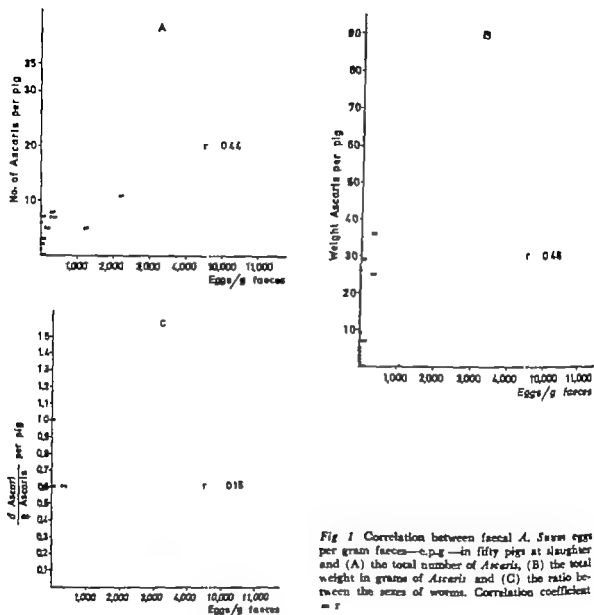 A
No. of Ascaris per pig
35
20
10
r 0.44
1,000 2,000 3,000 4,000 10,000 11,000
Eggs/g faeces
B
Weight Ascaris per pig
90
80
70
60
50
40
30
20
10
r 0.48
1,000 2,000 3,000 4,000 10,000 11,000
Eggs/g faeces
C
♂ Ascari
♀ Ascaris
per pig
1.5
1.4
1.3
1.2
1.1
1.0
0.9
0.8
0.7
0.5
0.4
0.3
0.2
0.1
r 0.15
1,000 2,000 3,000 4,000 10,000 11,000
Eggs/g faeces
Fig 1 Correlation between faecal A. Suum eggs
per gram faeces—e.p.g—in fifty pigs at slaughter
and (A) the total number of Ascaris, (B) the total
weight in grams of Ascaris and (C) the ratio be-
tween the sexes of worms. Correlation coefficient
= r